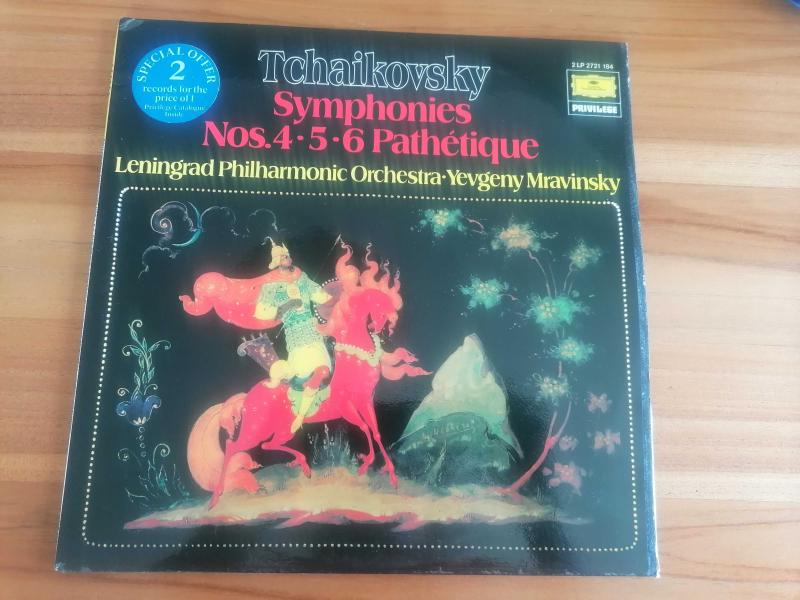 SPECIAL OFFER
2
records for the
price of 1
Privilege Catalogue
Inside
Tchaikovsky
Symphonies
Nos.4·5·6 Pathétique
Leningrad Philharmonic Orchestra·Yevgeny Mravinsky
2 LP 2721 184
PRIVILEGE